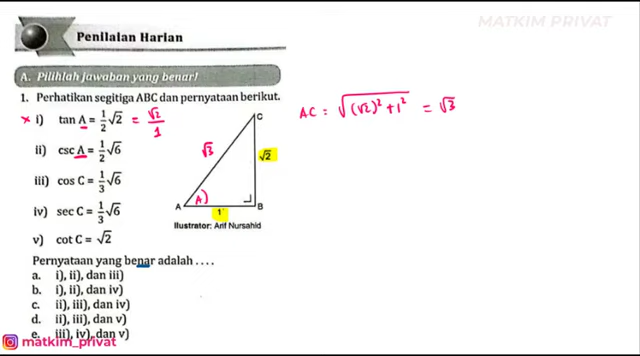 MATKIM PRIVAT
Penilaian Harian
A. Pilihlah jawaban yang benar!
1. Perhatikan segitiga ABC dan pernyataan berikut.
× i) tan A = 1/2 √2 = √2/1
ii) csc A = 1/2 √6
iii) cos C = 1/3 √6
iv) sec C = 1/3 √6
v) cot C = √2
C
√3
√2
A)
A
1
B
Ilustrator: Arif Nursahid
AC = √((√2)² + 1²) = √3
Pernyataan yang benar adalah . . . .
a. i), ii), dan iii)
b. i), ii), dan iv)
c. ii), iii), dan iv)
d. ii), iii), dan v)
e. iii), iv), dan v)
matkim_privat